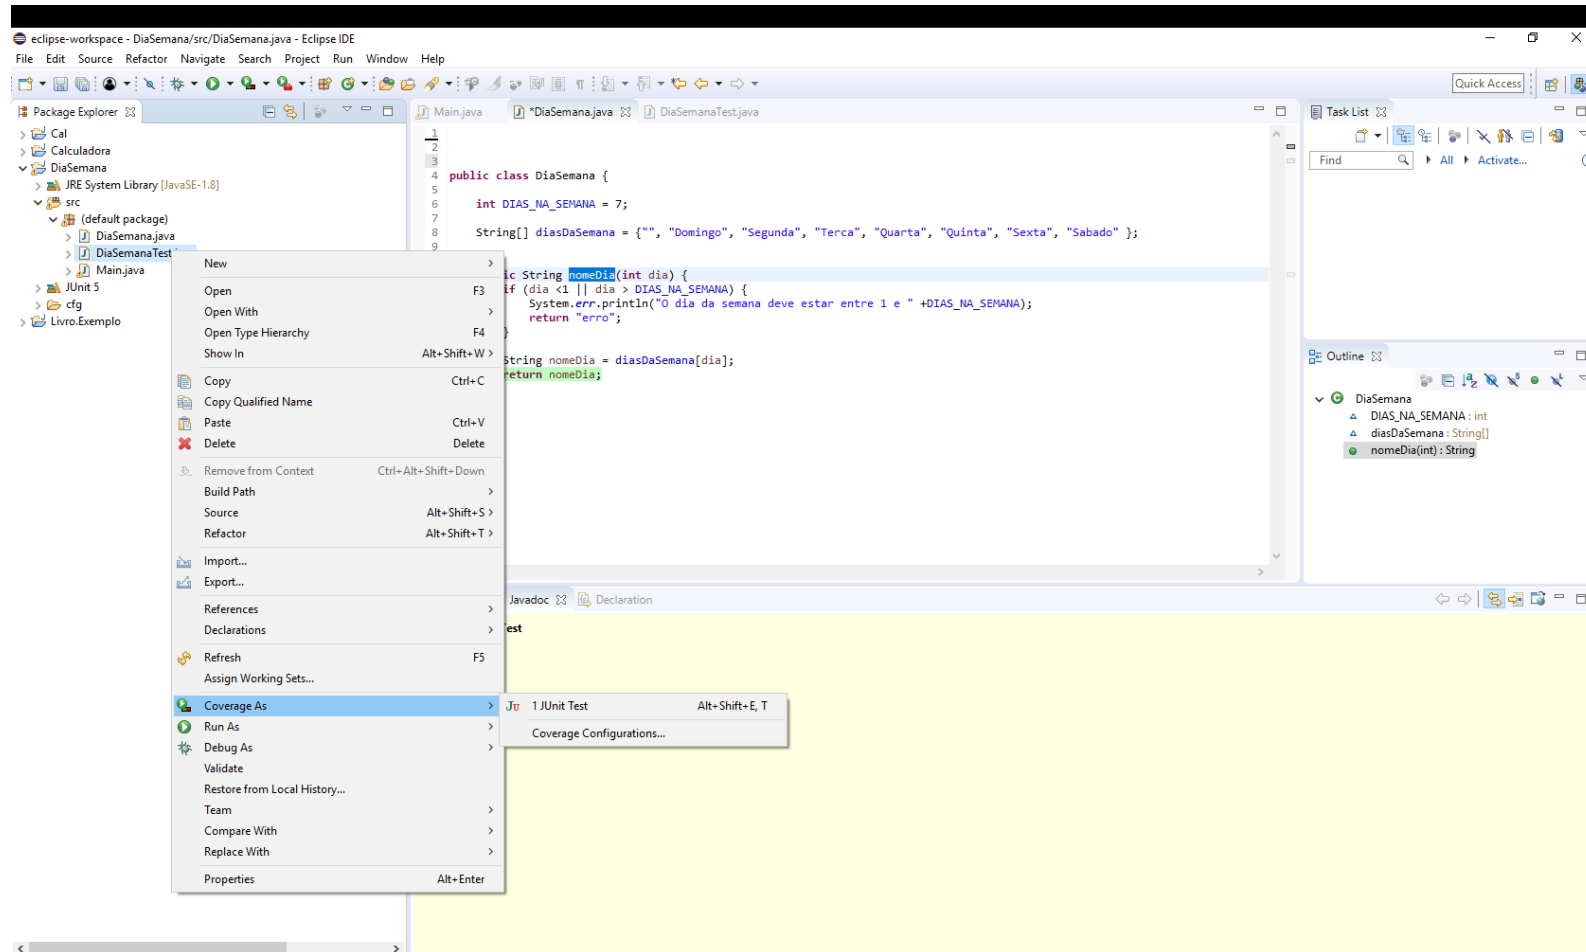 eclipse-workspace - DiaSemana/src/DiaSemana.java - Eclipse IDE
File Edit Source Refactor Navigate Search Project Run Window Help
Quick Access
Package Explorer
Cal
Calculadora
DiaSemana
JRE System Library [JavaSE-1.8]
src
(default package)
DiaSemana.java
DiaSemanaTest
Main.java
JUnit 5
cfg
Livro.Exemplo
Main.java *DiaSemana.java DiaSemanaTest.java
1
2
3
4 public class DiaSemana {
5
6 int DIAS_NA_SEMANA = 7;
7
8 String[] diasDaSemana = {"", "Domingo", "Segunda", "Terca", "Quarta", "Quinta", "Sexta", "Sabado" };
9
ic String nomeDia(int dia) {
if (dia <1 || dia > DIAS_NA_SEMANA) {
System.err.println("O dia da semana deve estar entre 1 e " +DIAS_NA_SEMANA);
return "erro";
}
String nomeDia = diasDaSemana[dia];
return nomeDia;
New
Open F3
Open With
Open Type Hierarchy F4
Show In Alt+Shift+W
Copy Ctrl+C
Copy Qualified Name
Paste Ctrl+V
Delete Delete
Remove from Context Ctrl+Alt+Shift+Down
Build Path
Source Alt+Shift+S
Refactor Alt+Shift+T
Import...
Export...
References
Declarations
Refresh F5
Assign Working Sets...
Coverage As
Run As
Debug As
Validate
Restore from Local History...
Team
Compare With
Replace With
Properties Alt+Enter
JU 1 JUnit Test Alt+Shift+E, T
Coverage Configurations...
Javadoc Declaration
est
Task List
Find All Activate...
Outline
DiaSemana
DIAS_NA_SEMANA : int
diasDaSemana : String[]
nomeDia(int) : String